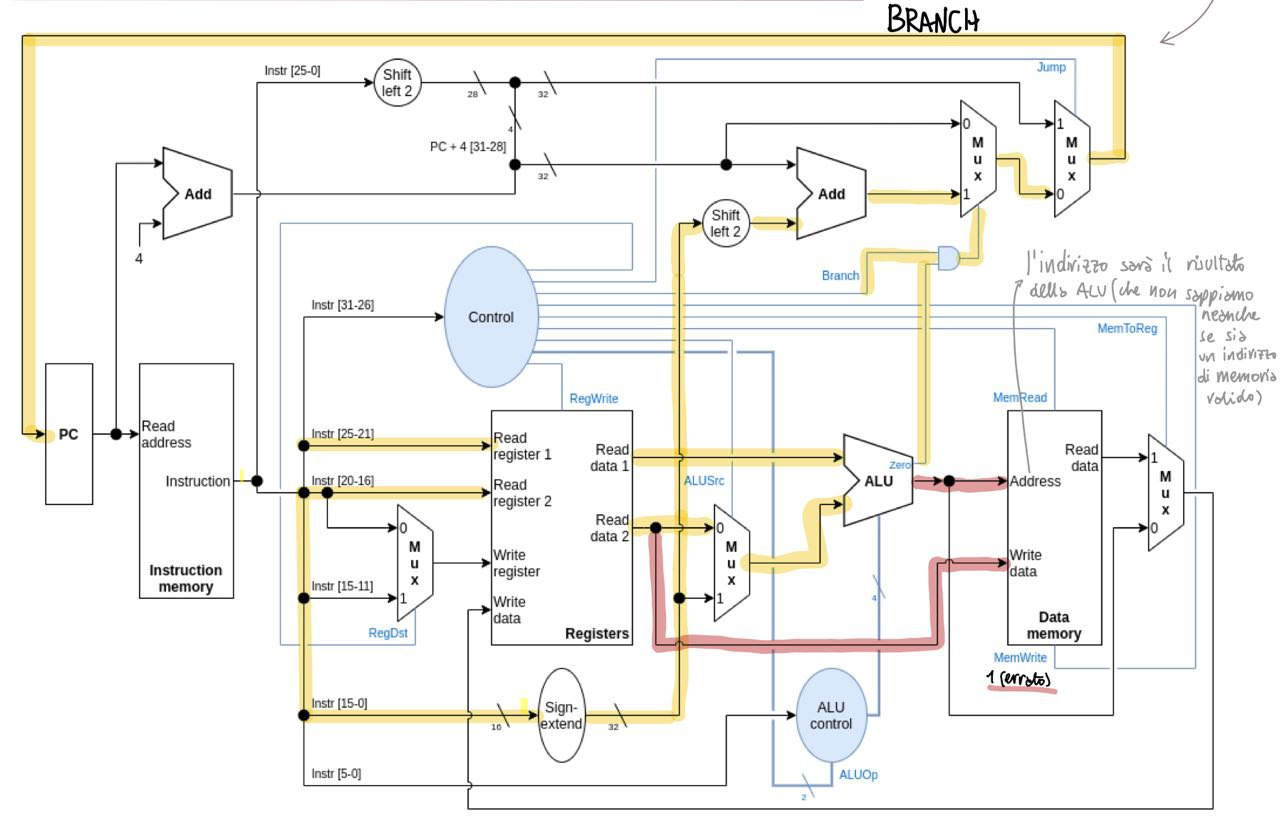 BRANCH
Instr [25-0]
Shift
left 2
28
32
Jump
4
PC + 4 [31-28]
32
Add
4
0
M
u
x
1
1
M
u
x
0
Add
Shift
left 2
Branch
l'indirizzo sarà il risultato
della ALU (che non sappiamo
neanche
se sia
un indirizzo
di memoria
valido)
Instr [31-26]
Control
MemToReg
RegWrite
MemRead
PC
Read
address
Instruction
Instruction
memory
Instr [25-21]
Instr [20-16]
Instr [15-11]
0
M
u
x
1
RegDst
Read
register 1
Read
register 2
Write
register
Write
data
Read
data 1
Read
data 2
Registers
ALUSrc
0
M
u
x
1
Zero
ALU
4
Address
Read
data
Write
data
Data
memory
MemWrite
1 (errato)
1
M
u
x
0
Instr [15-0]
16
Sign-
extend
32
ALU
control
Instr [5-0]
ALUOp
2